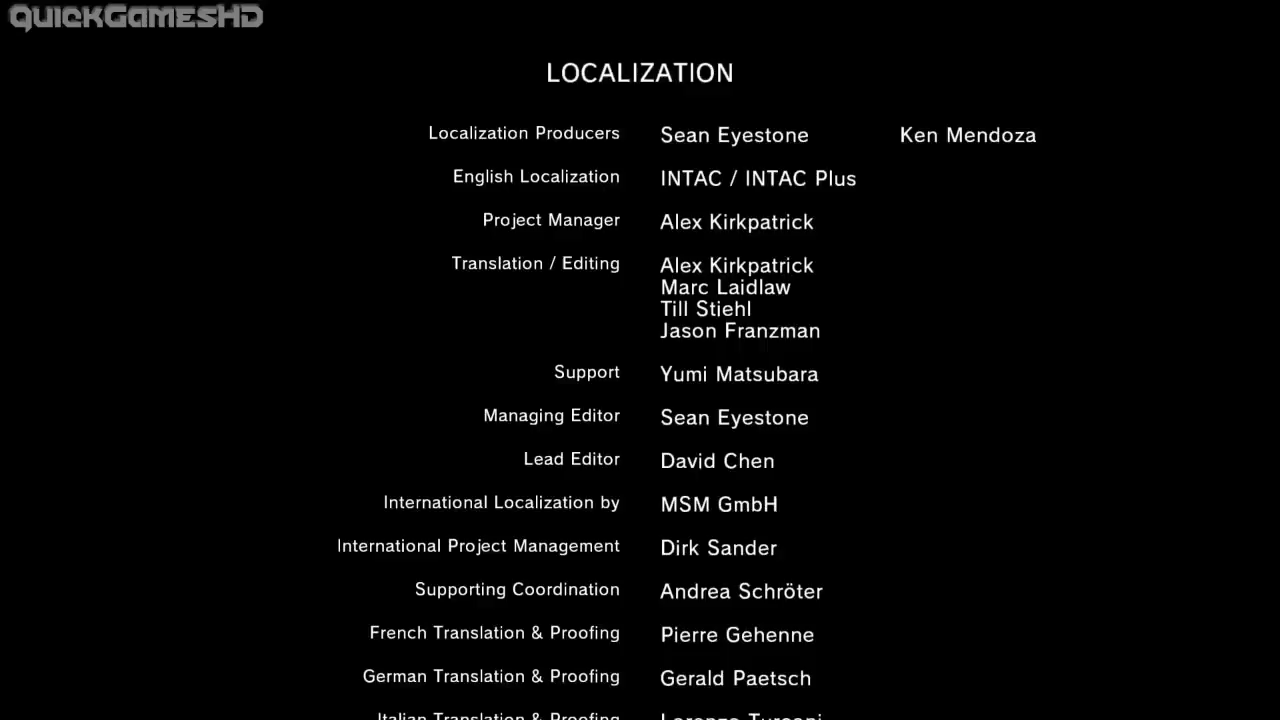 QUICKGAMESHD
LOCALIZATION
Localization Producers Sean Eyestone Ken Mendoza
English Localization INTAC / INTAC Plus
Project Manager Alex Kirkpatrick
Translation / Editing Alex Kirkpatrick
Marc Laidlaw
Till Stiehl
Jason Franzman
Support Yumi Matsubara
Managing Editor Sean Eyestone
Lead Editor David Chen
International Localization by MSM GmbH
International Project Management Dirk Sander
Supporting Coordination Andrea Schröter
French Translation & Proofing Pierre Gehenne
German Translation & Proofing Gerald Paetsch
Italian Translation & Proofing